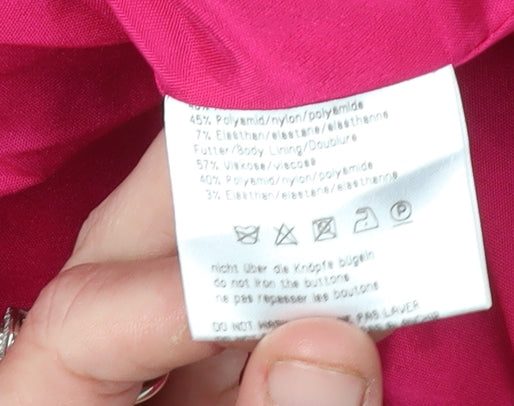 45% Polyamid/nylon/polyamide
7% Elasthan/elastane/élasthanne
Futter/Body Lining/Doublure
57% Viskose/viscose
40% Polyamid/nylon/polyamide
3% Elasthan/elastane/élasthanne
P
nicht über die Knöpfe bügeln
do not iron the buttons
ne pas repasser les boutons
DO NOT PAS LAVER